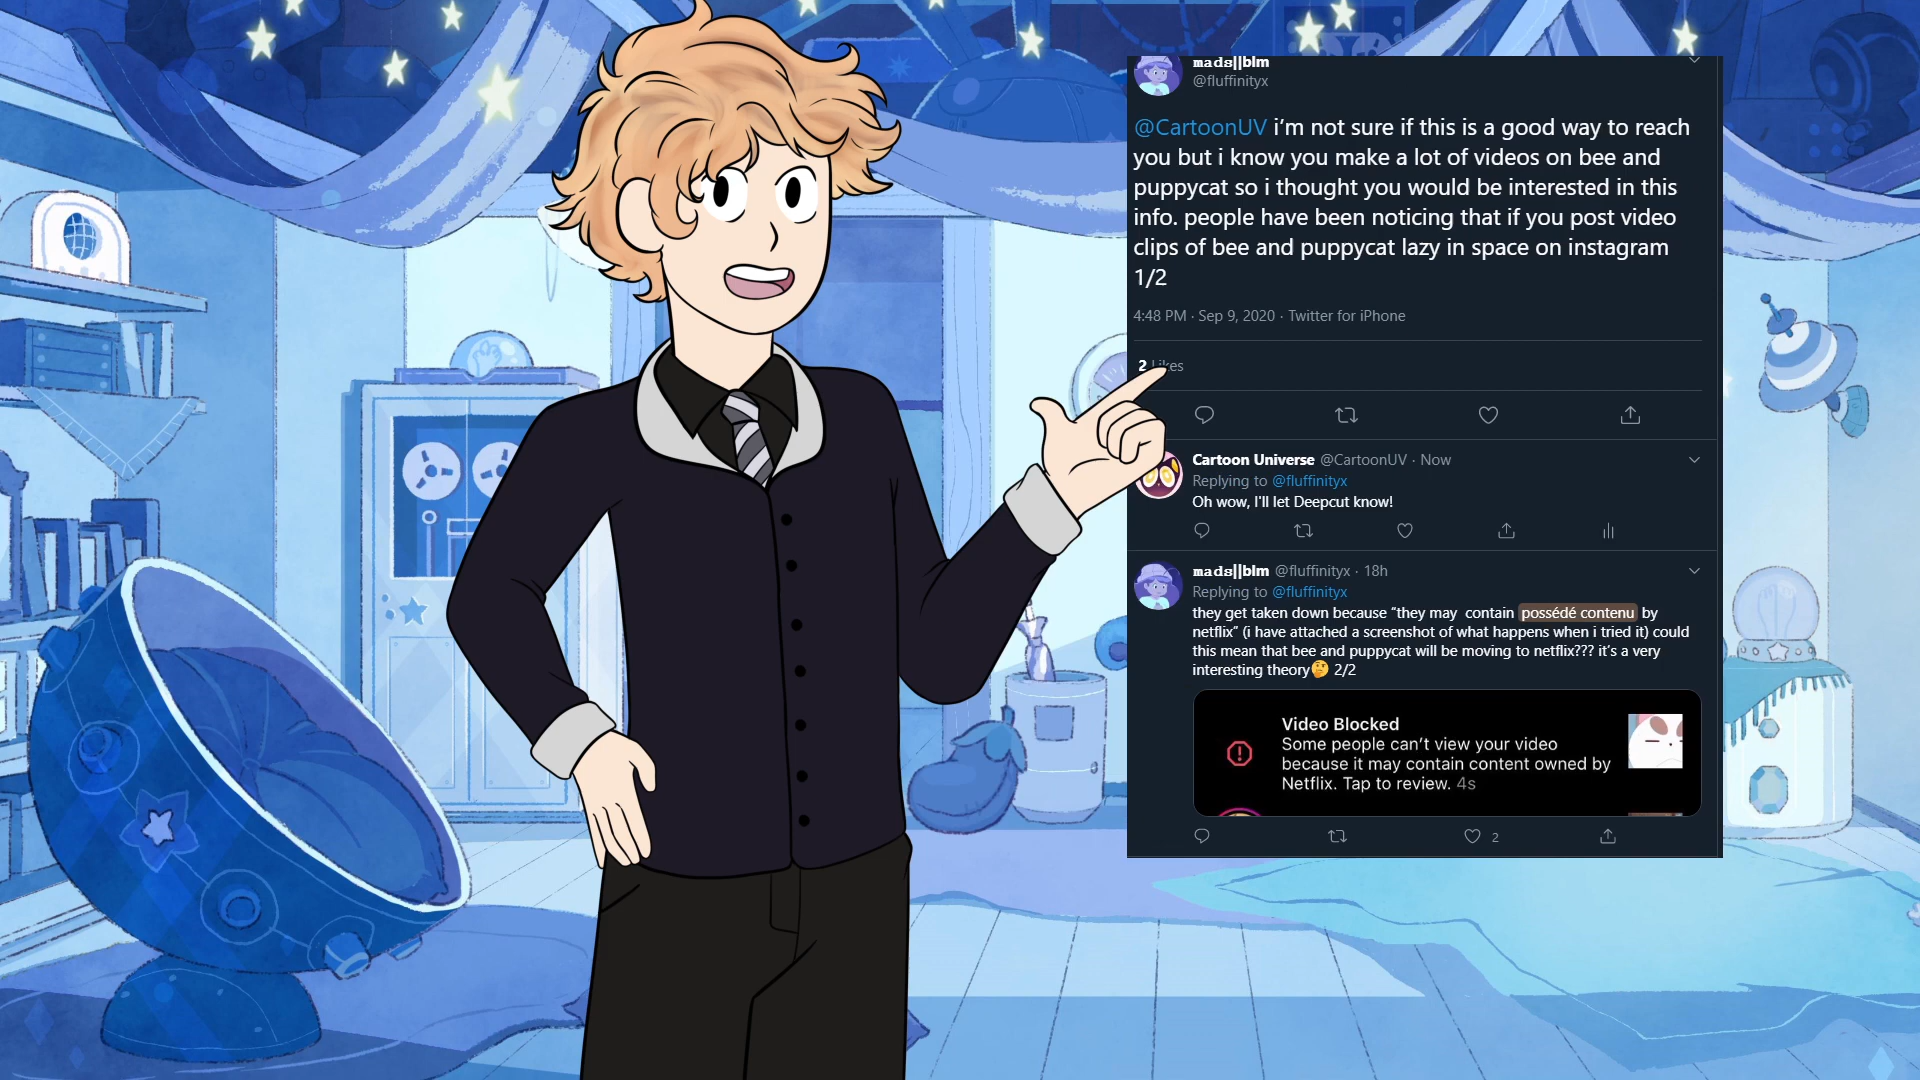 mads||blm
@fluffinityx
@CartoonUV i’m not sure if this is a good way to reach
you but i know you make a lot of videos on bee and
puppycat so i thought you would be interested in this
info. people have been noticing that if you post video
clips of bee and puppycat lazy in space on instagram
1/2
4:48 PM · Sep 9, 2020 · Twitter for iPhone
2 Likes
Cartoon Universe @CartoonUV · Now
Replying to @fluffinityx
Oh wow, I'll let Deepcut know!
mads||blm @fluffinityx · 18h
Replying to @fluffinityx
they get taken down because “they may contain possédé contenu by
netflix” (i have attached a screenshot of what happens when i tried it) could
this mean that bee and puppycat will be moving to netflix??? it’s a very
interesting theory🤔 2/2
Video Blocked
Some people can’t view your video
because it may contain content owned by
Netflix. Tap to review. 4s
2